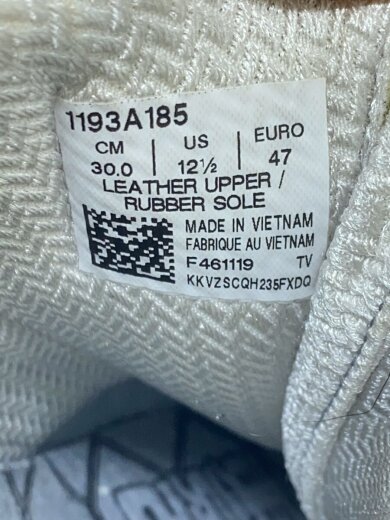 1193A185
CM | US | EURO
30.0 | 12½ | 47
LEATHER UPPER /
RUBBER SOLE
MADE IN VIETNAM
FABRIQUE AU VIETNAM
F461119 TV
KKVZSCQH235FXDQ